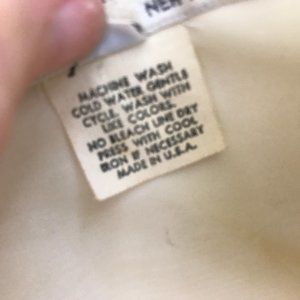 NEW
MACHINE WASH
COLD WATER GENTLE
CYCLE. WASH WITH
LIKE COLORS.
NO BLEACH LINE DRY
PRESS WITH COOL
IRON IF NECESSARY
MADE IN U.S.A.